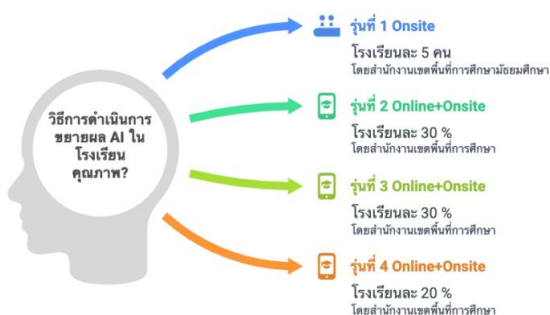 วิธีการดำเนินการ
ขยายผล AI ใน
โรงเรียน
คุณภาพ?
รุ่นที่ 1 Onsite
โรงเรียนละ 5 คน
โดยสำนักงานเขตพื้นที่การศึกษามัธยมศึกษา
รุ่นที่ 2 Online+Onsite
โรงเรียนละ 30 %
โดยสำนักงานเขตพื้นที่การศึกษา
รุ่นที่ 3 Online+Onsite
โรงเรียนละ 30 %
โดยสำนักงานเขตพื้นที่การศึกษา
รุ่นที่ 4 Online+Onsite
โรงเรียนละ 20 %
โดยสำนักงานเขตพื้นที่การศึกษา